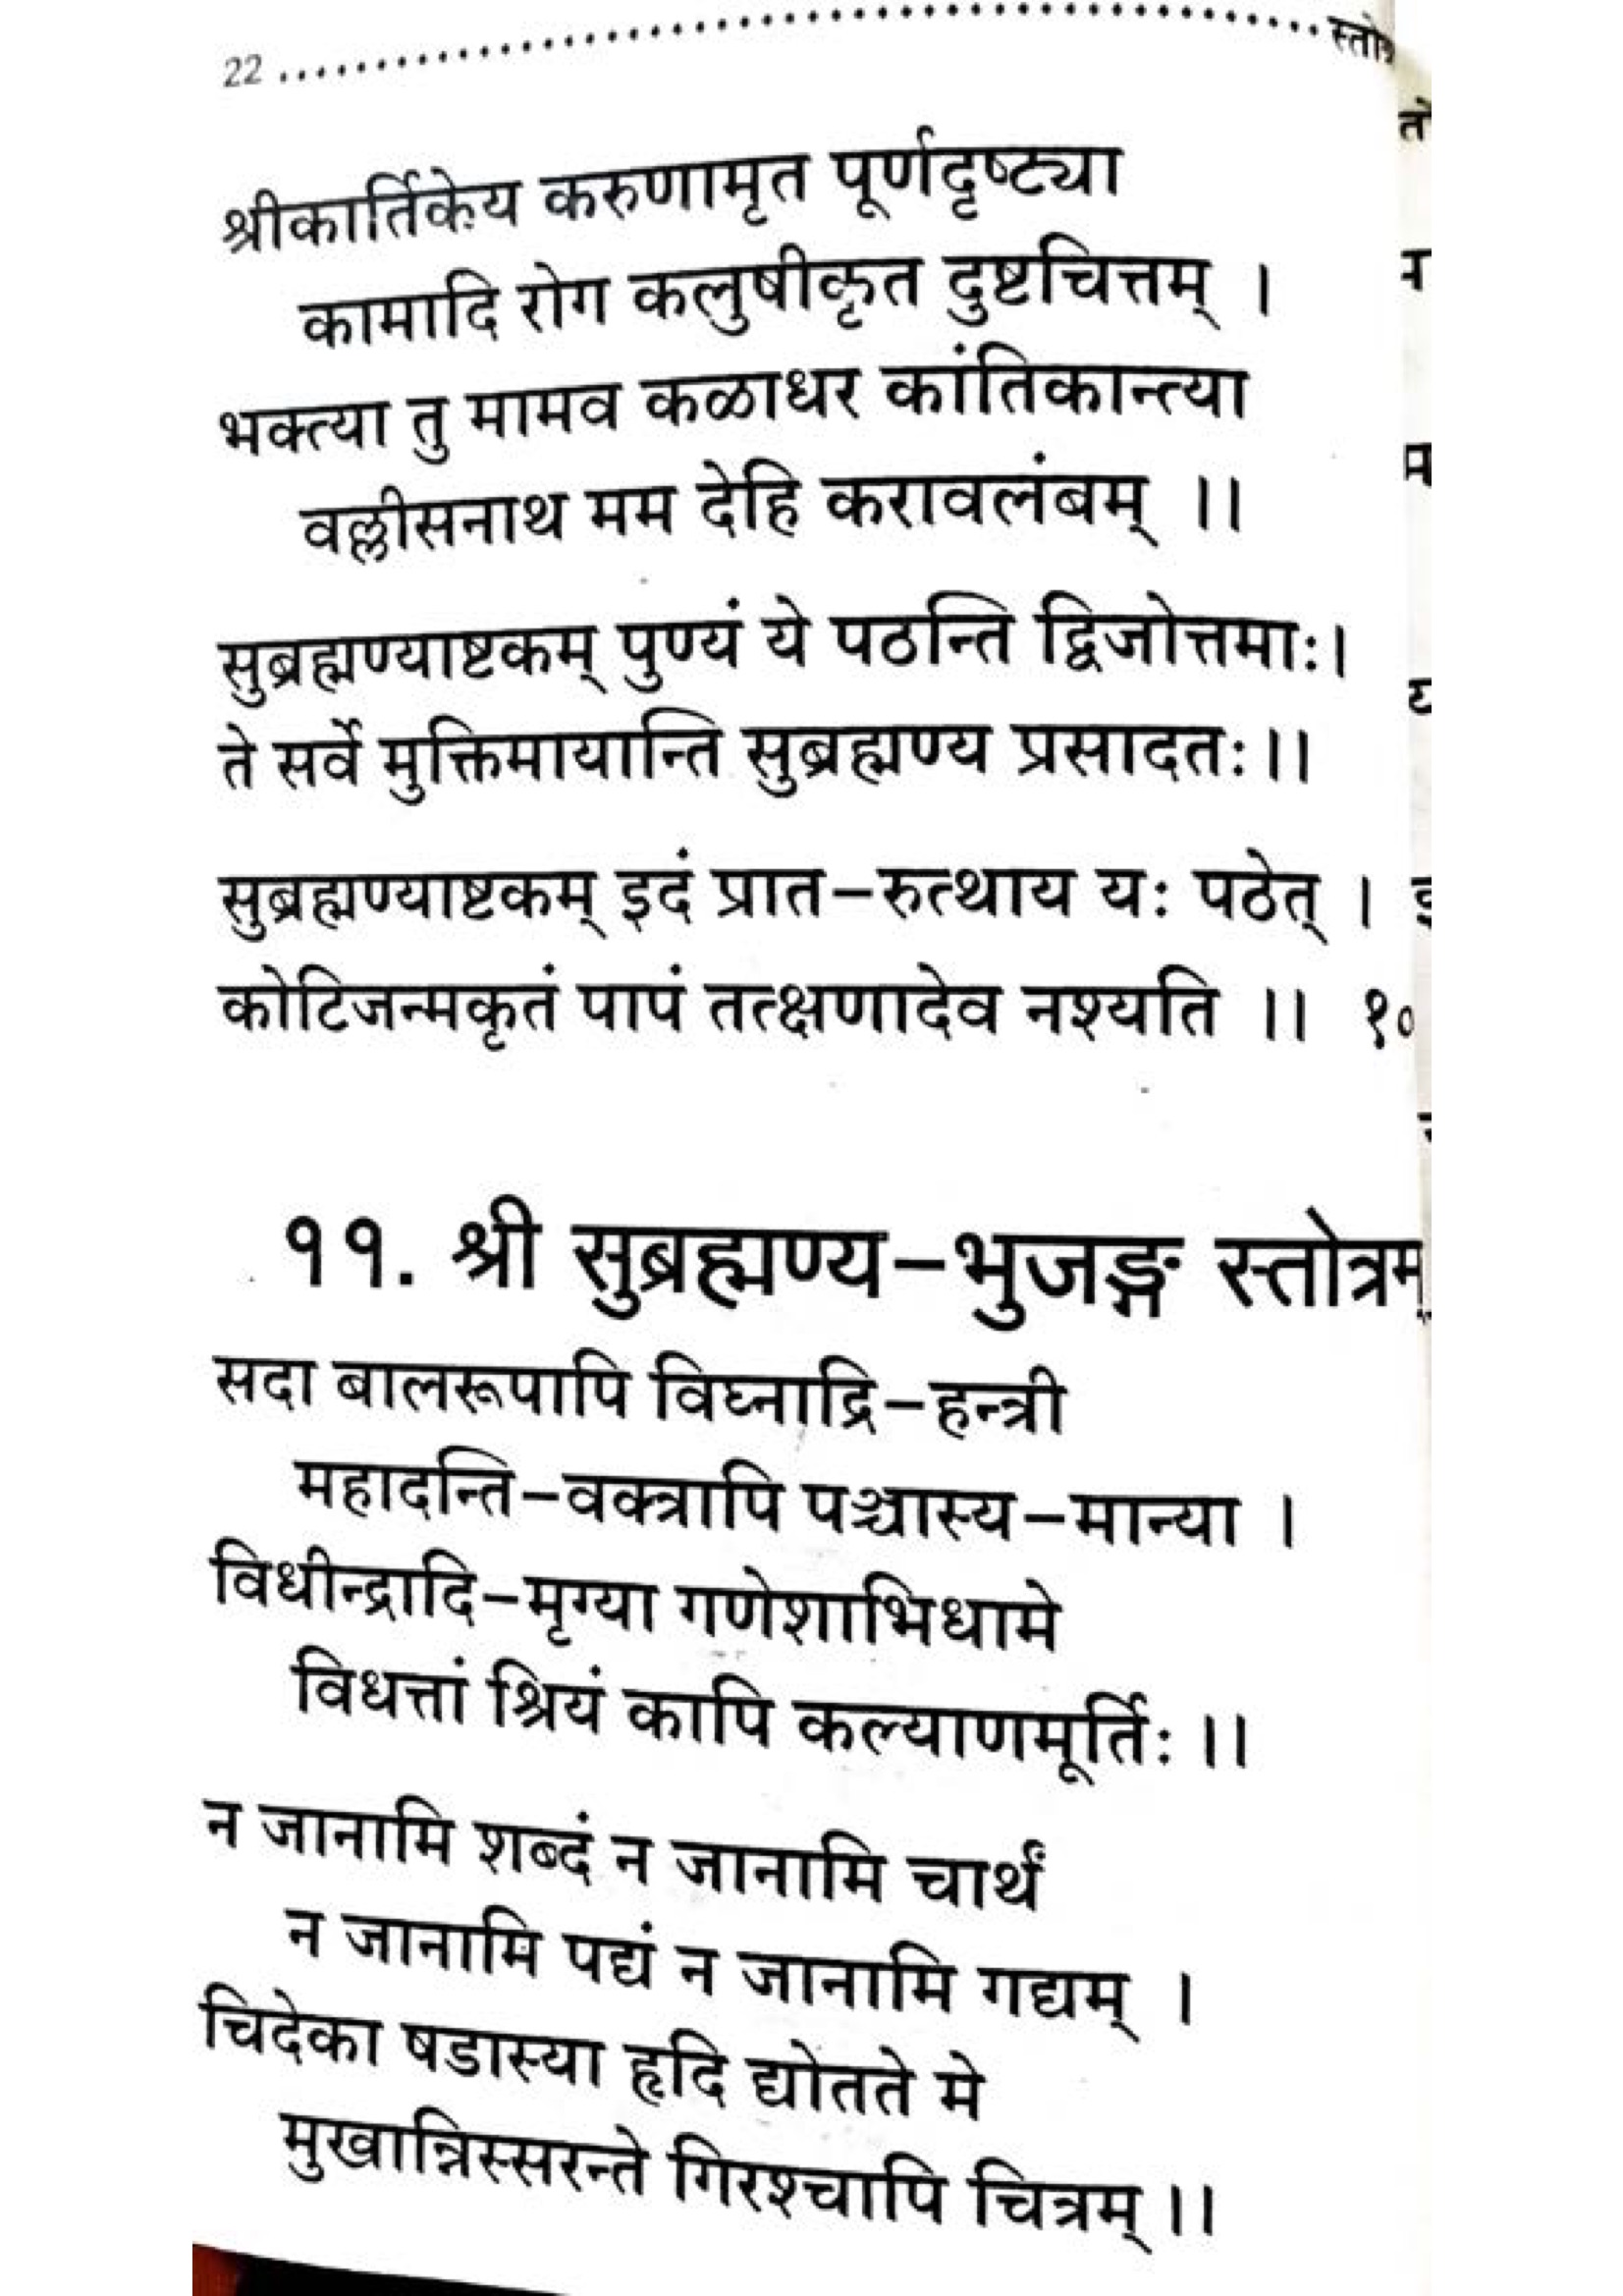 22
श्रीकार्तिकेय करुणामृत पूर्णदृष्ट्या
कामादि रोग कलुषीकृत दुष्टचित्तम् ।
भक्त्या तु मामव कळाधर कांतिकान्त्या
वल्लीसनाथ मम देहि करावलंबम् ।।
सुब्रह्मण्याष्टकम् पुण्यं ये पठन्ति द्विजोत्तमाः।
ते सर्वे मुक्तिमायान्ति सुब्रह्मण्य प्रसादतः।।
सुब्रह्मण्याष्टकम् इदं प्रात-रुत्थाय यः पठेत् ।
कोटिजन्मकृतं पापं तत्क्षणादेव नश्यति ।। १०
११. श्री सुब्रह्मण्य-भुजङ्ग स्तोत्रम्
सदा बालरूपापि विघ्नाद्रि-हन्त्री
महादन्ति-वक्त्रापि पञ्चास्य-मान्या ।
विधीन्द्रादि-मृग्या गणेशाभिधामे
विधत्तां श्रियं कापि कल्याणमूर्तिः ।।
न जानामि शब्दं न जानामि चार्थं
न जानामि पद्यं न जानामि गद्यम् ।
चिदेका षडास्या हृदि द्योतते मे
मुखान्निस्सरन्ते गिरश्चापि चित्रम् ।।